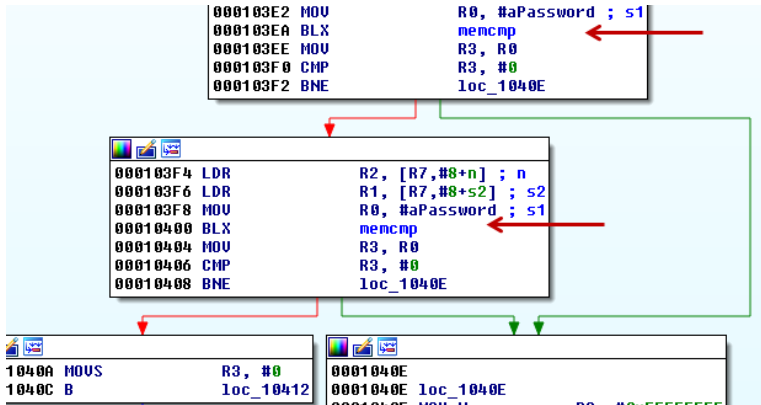 000103E2 MOV R0, #aPassword ; s1
000103EA BLX memcmp
000103EE MOV R3, R0
000103F0 CMP R3, #0
000103F2 BNE loc_1040E
000103F4 LDR R2, [R7,#8+n] ; n
000103F6 LDR R1, [R7,#8+s2] ; s2
000103F8 MOV R0, #aPassword ; s1
00010400 BLX memcmp
00010404 MOV R3, R0
00010406 CMP R3, #0
00010408 BNE loc_1040E
1040A MOVS R3, #0
1040C B loc_10412
0001040E
0001040E loc_1040E